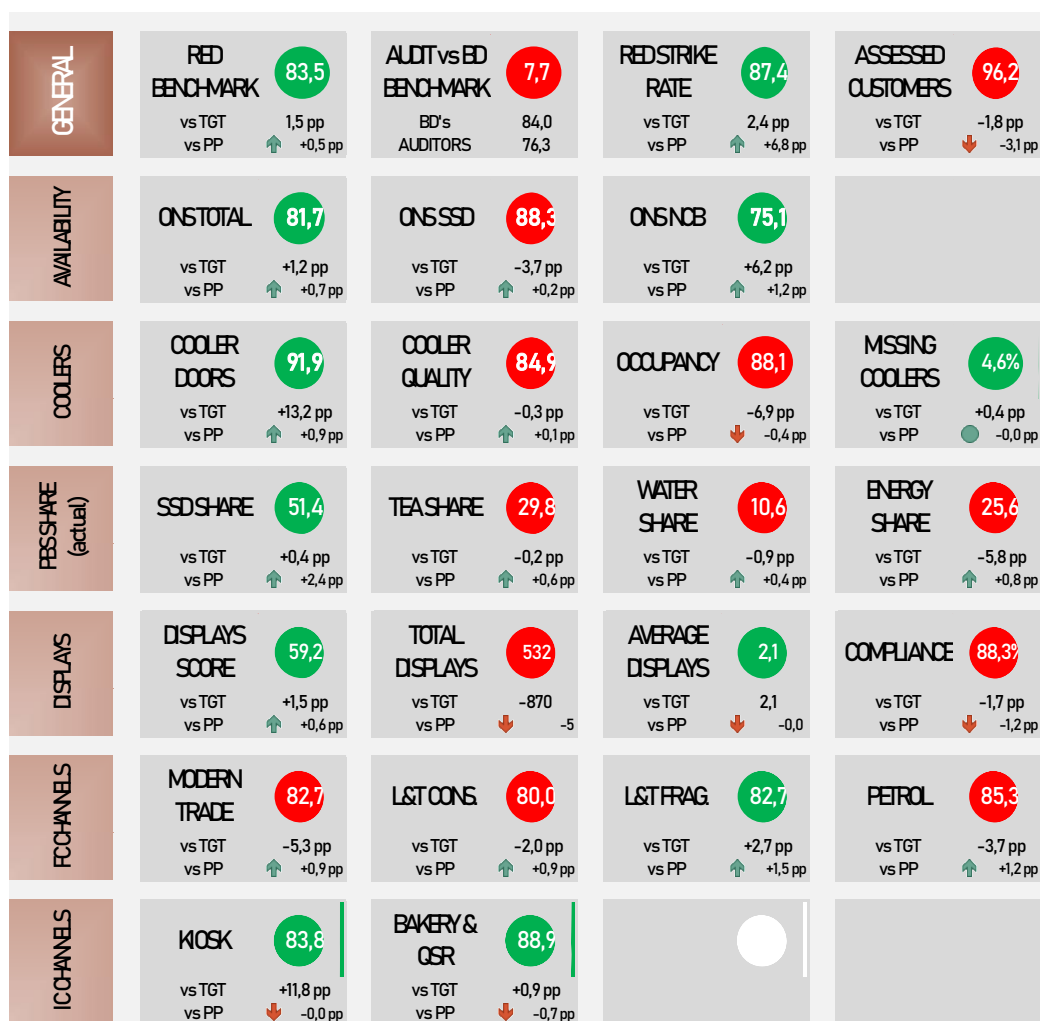 GENERAL
RED BENCHMARK 83,5
vs TGT 1,5 pp
vs PP +0,5 pp
AUDIT vs BD BENCHMARK 7,7
BD's 84,0
AUDITORS 76,3
RED STRIKE RATE 87,4
vs TGT 2,4 pp
vs PP +6,8 pp
ASSESSED CUSTOMERS 96,2
vs TGT -1,8 pp
vs PP -3,1 pp
AVAILABILITY
ONS TOTAL 81,7
vs TGT +1,2 pp
vs PP +0,7 pp
ONS SSD 88,3
vs TGT -3,7 pp
vs PP +0,2 pp
ONS NCB 75,1
vs TGT +6,2 pp
vs PP +1,2 pp
COOLERS
COOLER DOORS 91,9
vs TGT +13,2 pp
vs PP +0,9 pp
COOLER QUALITY 84,9
vs TGT -0,3 pp
vs PP +0,1 pp
OCCUPANCY 88,1
vs TGT -6,9 pp
vs PP -0,4 pp
MISSING COOLERS 4,6%
vs TGT +0,4 pp
vs PP -0,0 pp
PBS SHARE (actual)
SSD SHARE 51,4
vs TGT +0,4 pp
vs PP +2,4 pp
TEA SHARE 29,8
vs TGT -0,2 pp
vs PP +0,6 pp
WATER SHARE 10,6
vs TGT -0,9 pp
vs PP +0,4 pp
ENERGY SHARE 25,6
vs TGT -5,8 pp
vs PP +0,8 pp
DISPLAYS
DISPLAYS SCORE 59,2
vs TGT +1,5 pp
vs PP +0,6 pp
TOTAL DISPLAYS 532
vs TGT -870
vs PP -5
AVERAGE DISPLAYS 2,1
vs TGT 2,1
vs PP -0,0
COMPLIANCE 88,3%
vs TGT -1,7 pp
vs PP -1,2 pp
FC CHANNELS
MODERN TRADE 82,7
vs TGT -5,3 pp
vs PP +0,9 pp
L&T CONS. 80,0
vs TGT -2,0 pp
vs PP +0,9 pp
L&T FRAG. 82,7
vs TGT +2,7 pp
vs PP +1,5 pp
PETROL 85,3
vs TGT -3,7 pp
vs PP +1,2 pp
IC CHANNELS
KIOSK 83,8
vs TGT +11,8 pp
vs PP -0,0 pp
BAKERY & QSR 88,9
vs TGT +0,9 pp
vs PP -0,7 pp